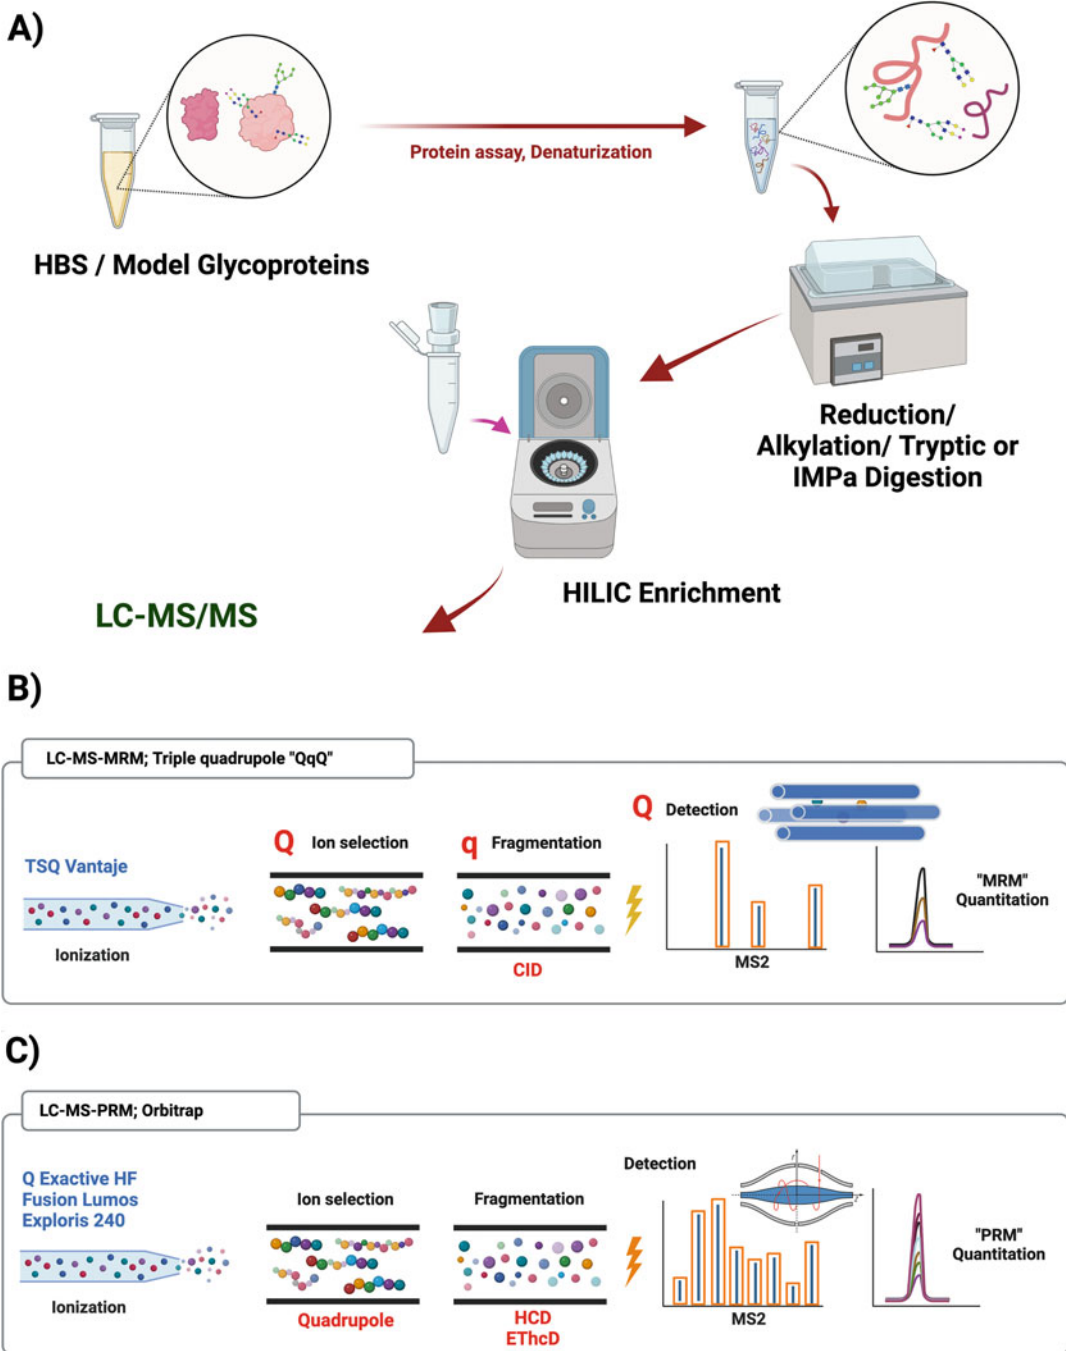 A)
Protein assay, Denaturization
HBS / Model Glycoproteins
Reduction/
Alkylation/ Tryptic or
IMPa Digestion
HILIC Enrichment
LC-MS/MS
B)
LC-MS-MRM; Triple quadrupole "QqQ"
TSQ Vantaje
Ionization
Q Ion selection
q Fragmentation
CID
Q Detection
MS2
"MRM"
Quantitation
C)
LC-MS-PRM; Orbitrap
Q Exactive HF
Fusion Lumos
Exploris 240
Ionization
Ion selection
Quadrupole
Fragmentation
HCD
EThcD
Detection
MS2
"PRM"
Quantitation